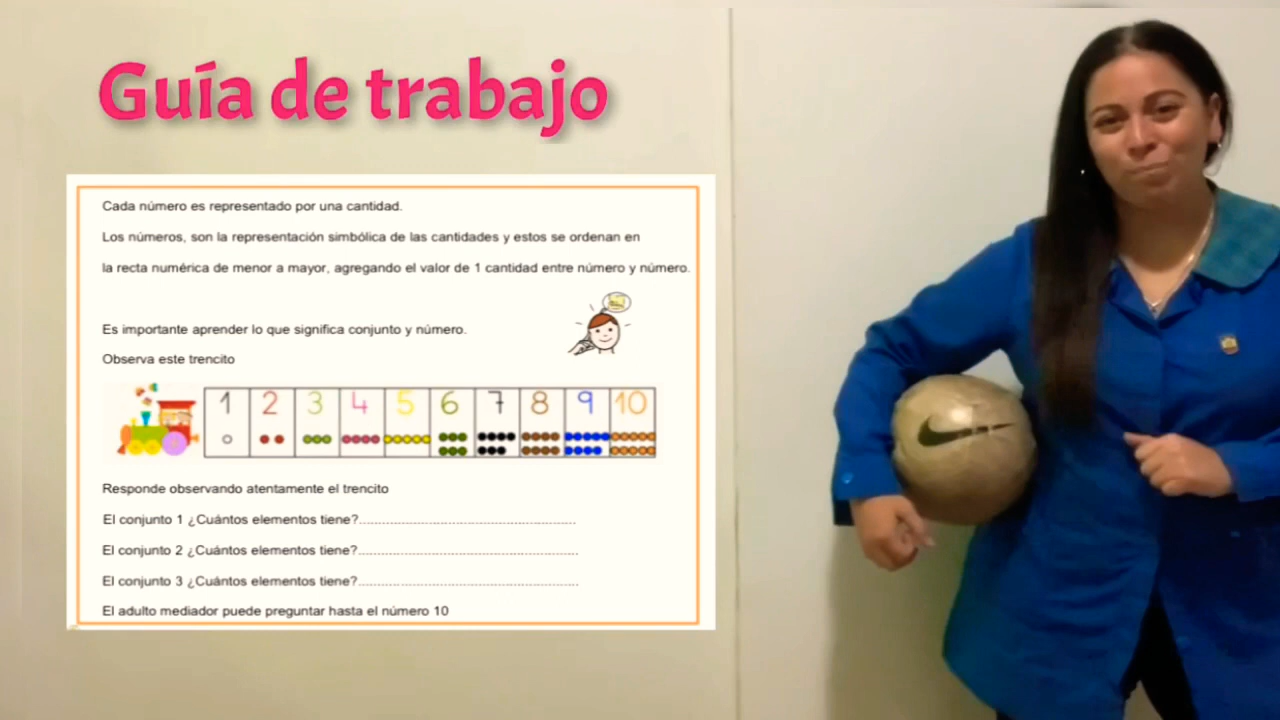 Guía de trabajo
Cada número es representado por una cantidad.
Los números, son la representación simbólica de las cantidades y estos se ordenan en
la recta numérica de menor a mayor, agregando el valor de 1 cantidad entre número y número.
Es importante aprender lo que significa conjunto y número.
Observa este trencito
1 2 3 4 5 6 7 8 9 10
Responde observando atentamente el trencito
El conjunto 1 ¿Cuántos elementos tiene?
El conjunto 2 ¿Cuántos elementos tiene?
El conjunto 3 ¿Cuántos elementos tiene?
El adulto mediador puede preguntar hasta el número 10